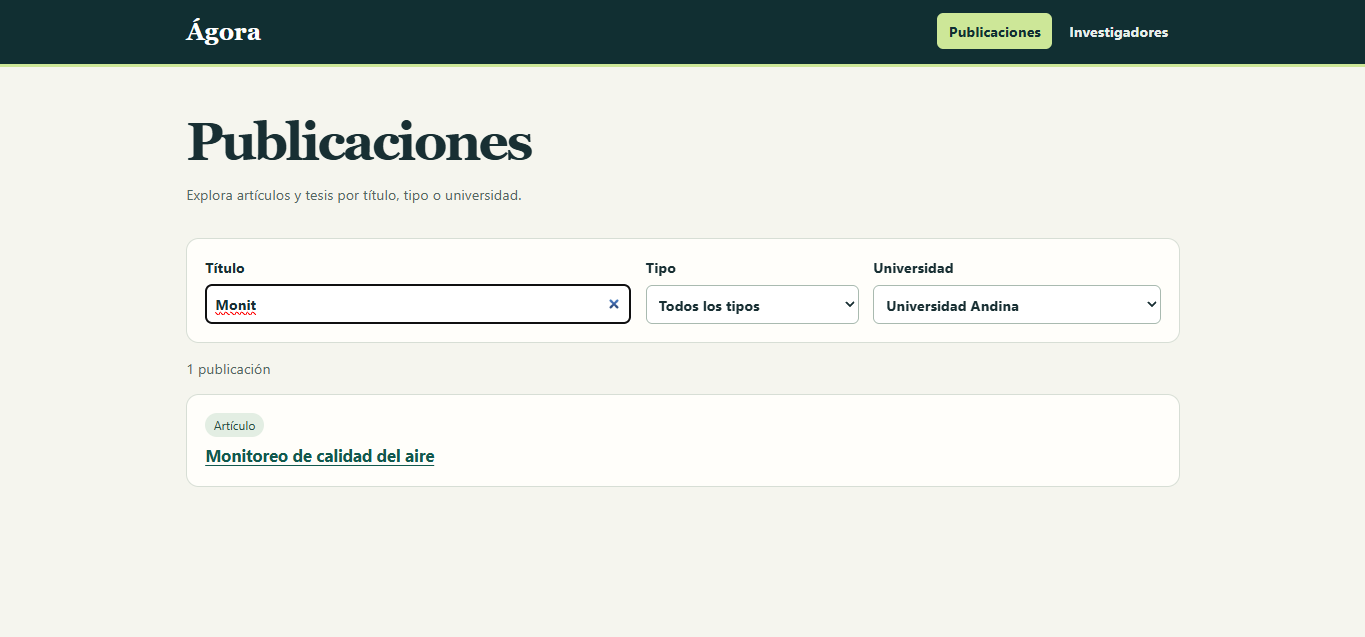 Ágora
Publicaciones
Investigadores
Publicaciones
Explora artículos y tesis por título, tipo o universidad.
Título
Tipo
Universidad
Monit
Todos los tipos
Universidad Andina
1 publicación
Artículo
Monitoreo de calidad del aire